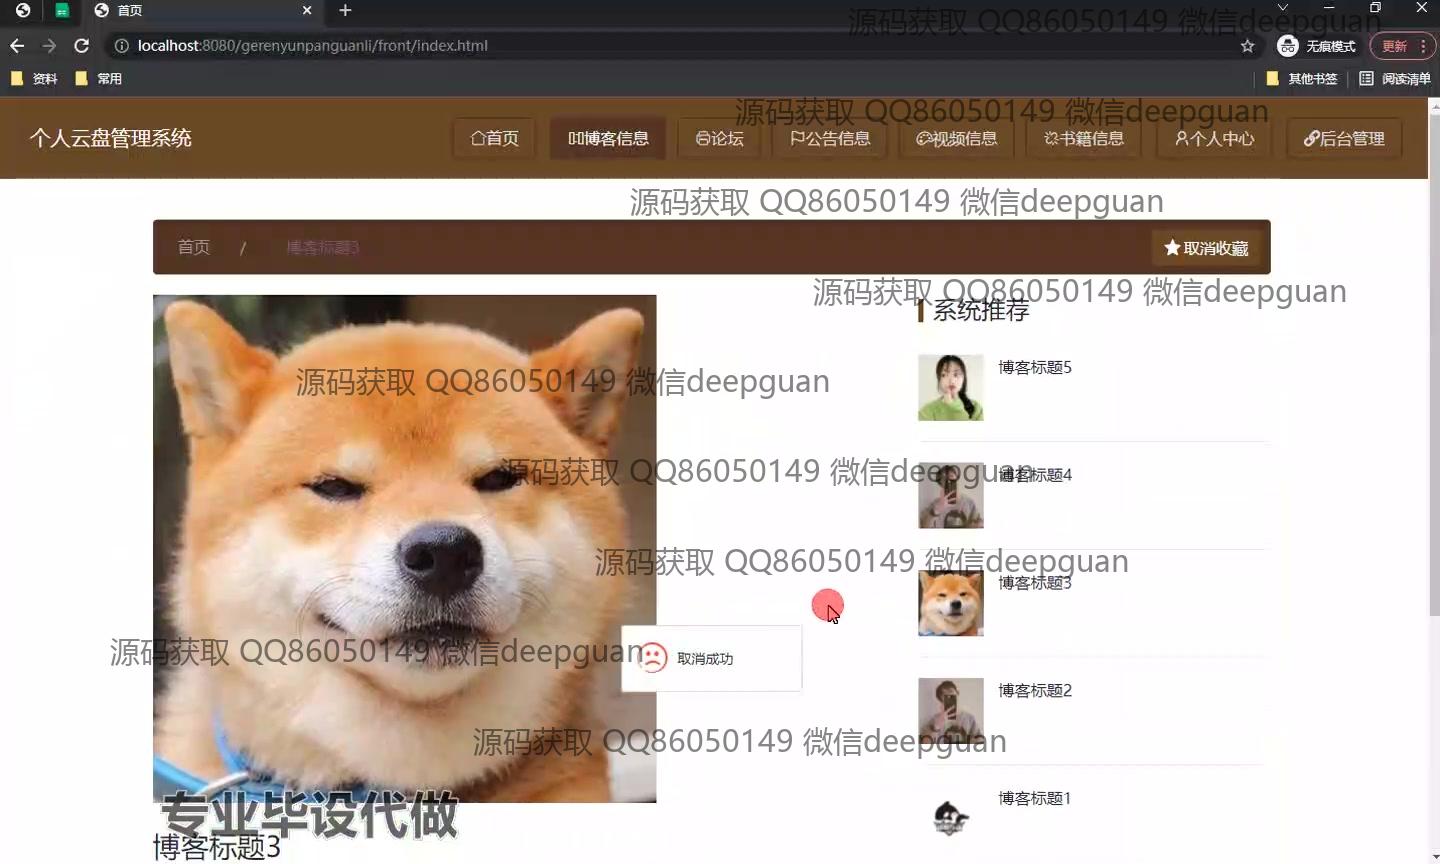 首页
源码获取 QQ86050149 微信deepguan
localhost:8080/gerenyunpanguanli/front/index.html
无痕模式
更新
资料
常用
其他书签
阅读清单
源码获取 QQ86050149 微信deepguan
个人云盘管理系统
首页
博客信息
论坛
公告信息
视频信息
书籍信息
个人中心
后台管理
源码获取 QQ86050149 微信deepguan
首页 / 博客标题3
取消收藏
源码获取 QQ86050149 微信deepguan
系统推荐
博客标题5
源码获取 QQ86050149 微信deepguan
源码获取 QQ86050149 微信deepguan
博客标题4
源码获取 QQ86050149 微信deepguan
博客标题3
源码获取 QQ86050149 微信deepguan
取消成功
博客标题2
源码获取 QQ86050149 微信deepguan
博客标题1
专业毕设代做
博客标题3